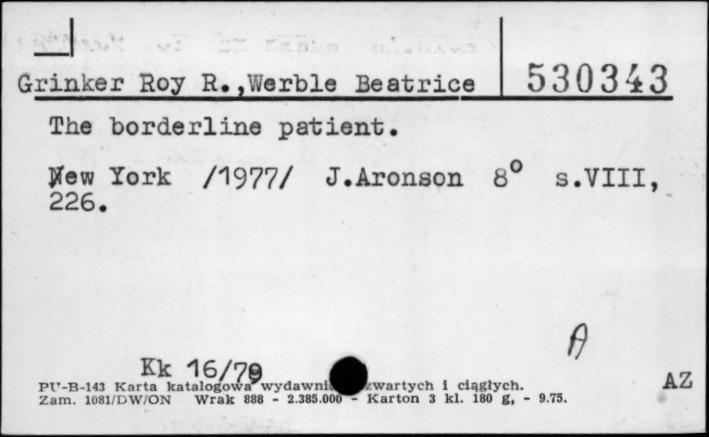 Grinker Roy R.,Werble Beatrice 530343
The borderline patient.
New York /1977/ J.Aronson 8° s.VIII,
226.
A
Kk 16/79
PU-B-143 Karta katalogowa wydawni zwartych i ciągłych.
AZ
Zam. 1081/DW/ON Wrak 888 - 2.385.000 - Karton 3 kl. 180 g, - 9.75.